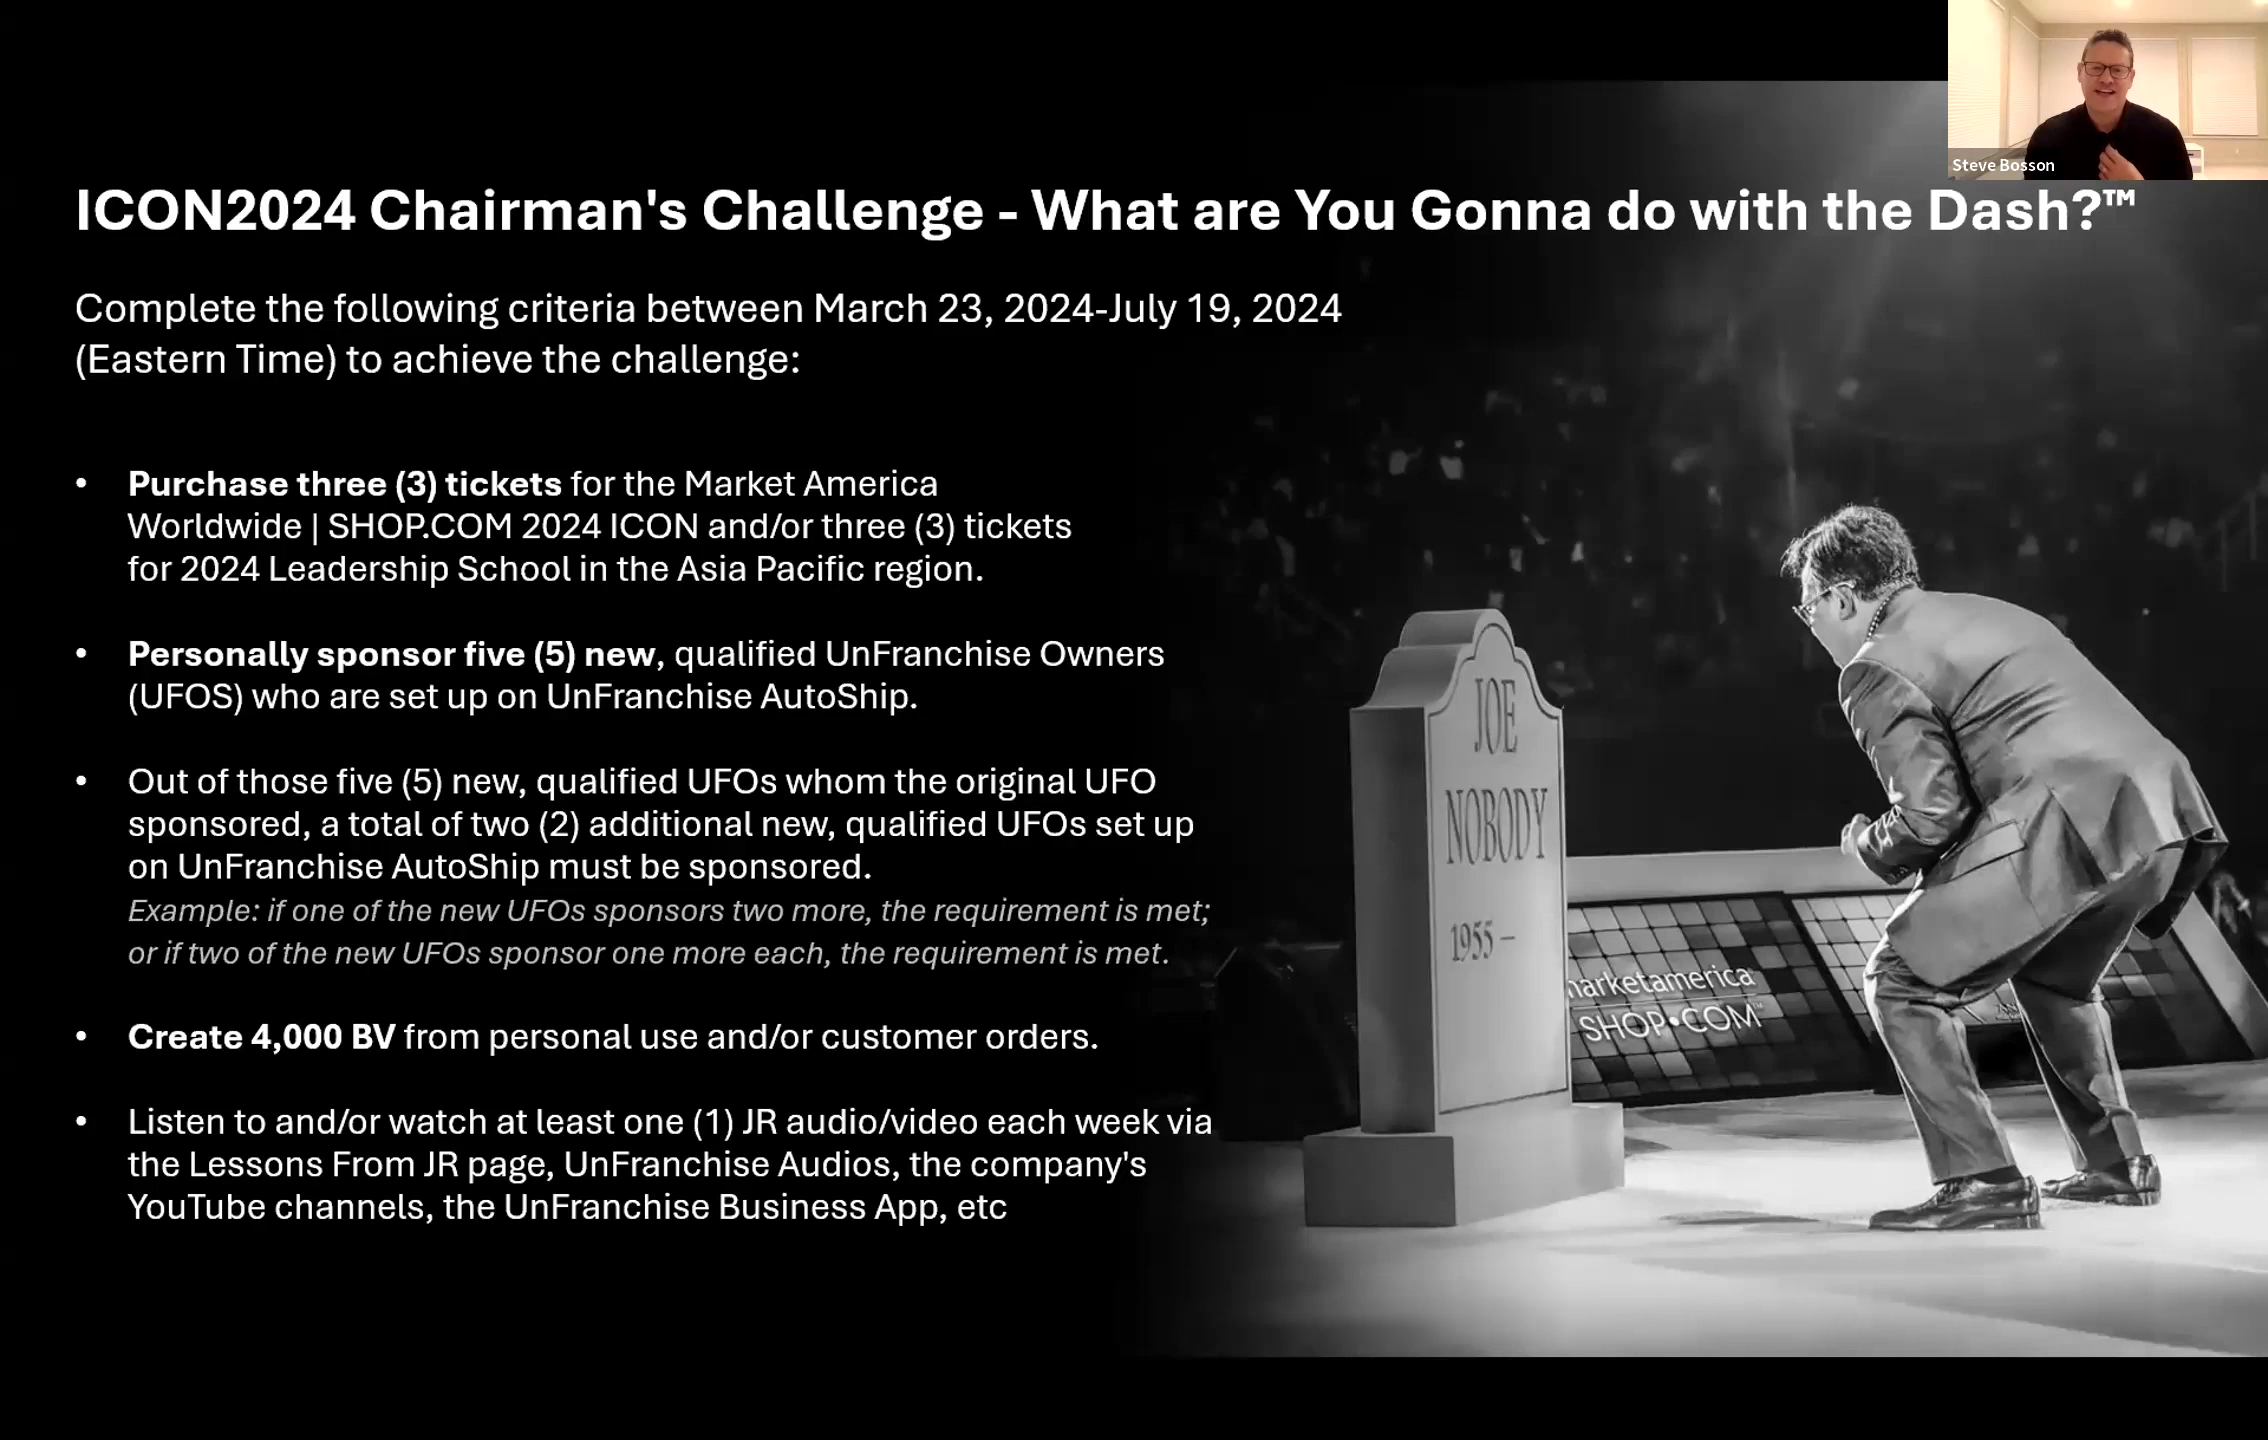 Steve Bosson
ICON2024 Chairman's Challenge - What are You Gonna do with the Dash?™
Complete the following criteria between March 23, 2024-July 19, 2024
(Eastern Time) to achieve the challenge:
• Purchase three (3) tickets for the Market America
Worldwide | SHOP.COM 2024 ICON and/or three (3) tickets
for 2024 Leadership School in the Asia Pacific region.
• Personally sponsor five (5) new, qualified UnFranchise Owners
(UFOS) who are set up on UnFranchise AutoShip.
• Out of those five (5) new, qualified UFOs whom the original UFO
sponsored, a total of two (2) additional new, qualified UFOs set up
on UnFranchise AutoShip must be sponsored.
Example: if one of the new UFOs sponsors two more, the requirement is met;
or if two of the new UFOs sponsor one more each, the requirement is met.
• Create 4,000 BV from personal use and/or customer orders.
• Listen to and/or watch at least one (1) JR audio/video each week via
the Lessons From JR page, UnFranchise Audios, the company's
YouTube channels, the UnFranchise Business App, etc
JOE
NOBODY
1955 –
marketamerica
SHOP•COM™